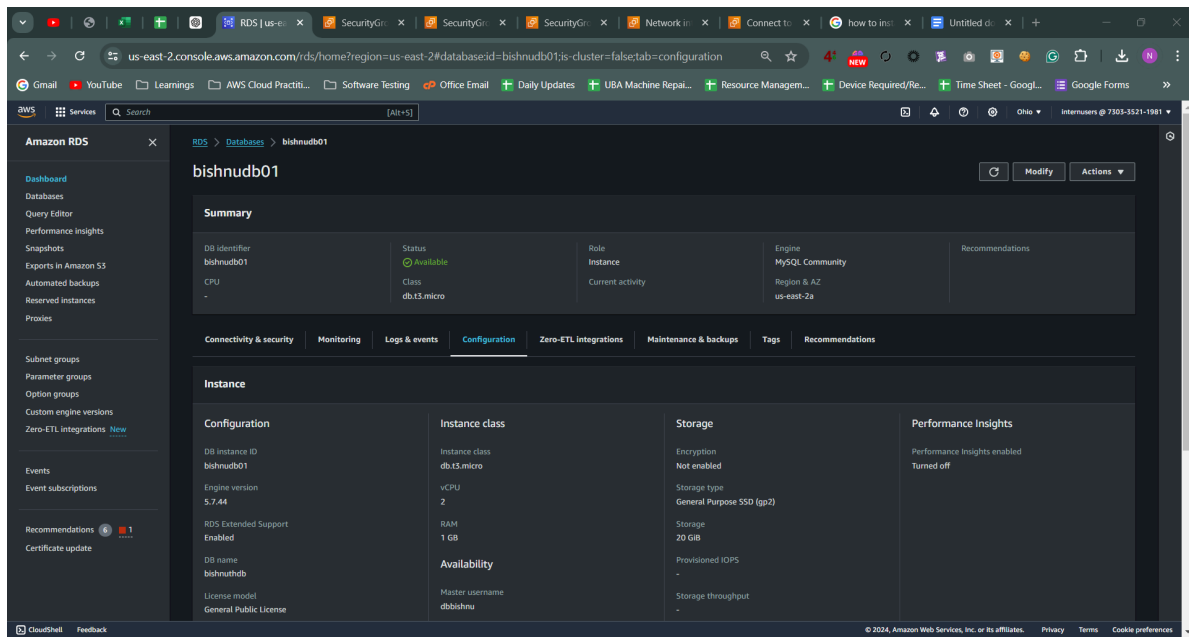 RDS | us-ea
SecurityGro
SecurityGro
SecurityGro
Network in
Connect to
how to inst
Untitled do
us-east-2.console.aws.amazon.com/rds/home?region=us-east-2#database:id=bishnudb01;is-cluster=false;tab=configuration
4°
NEW
N
Gmail YouTube Learnings AWS Cloud Practiti... Software Testing Office Email Daily Updates UBA Machine Repai... Resource Managem... Device Required/Re... Time Sheet - Googl... Google Forms »
aws Services Search [Alt+S] Ohio internusers @ 7303-3521-1981
Amazon RDS
Dashboard
Databases
Query Editor
Performance insights
Snapshots
Exports in Amazon S3
Automated backups
Reserved instances
Proxies
Subnet groups
Parameter groups
Option groups
Custom engine versions
Zero-ETL integrations New
Events
Event subscriptions
Recommendations 6 1
Certificate update
RDS > Databases > bishnudb01
bishnudb01
Modify Actions
Summary
DB identifier
bishnudb01
Status
Available
Role
Instance
Engine
MySQL Community
Recommendations
CPU
-
Class
db.t3.micro
Current activity
Region & AZ
us-east-2a
Connectivity & security Monitoring Logs & events Configuration Zero-ETL integrations Maintenance & backups Tags Recommendations
Instance
Configuration
DB instance ID
bishnudb01
Engine version
5.7.44
RDS Extended Support
Enabled
DB name
bishnuthdb
License model
General Public License
Instance class
Instance class
db.t3.micro
vCPU
2
RAM
1 GB
Availability
Master username
dbbishnu
Storage
Encryption
Not enabled
Storage type
General Purpose SSD (gp2)
Storage
20 GiB
Provisioned IOPS
-
Storage throughput
-
Performance Insights
Performance Insights enabled
Turned off
CloudShell Feedback © 2024, Amazon Web Services, Inc. or its affiliates. Privacy Terms Cookie preferences